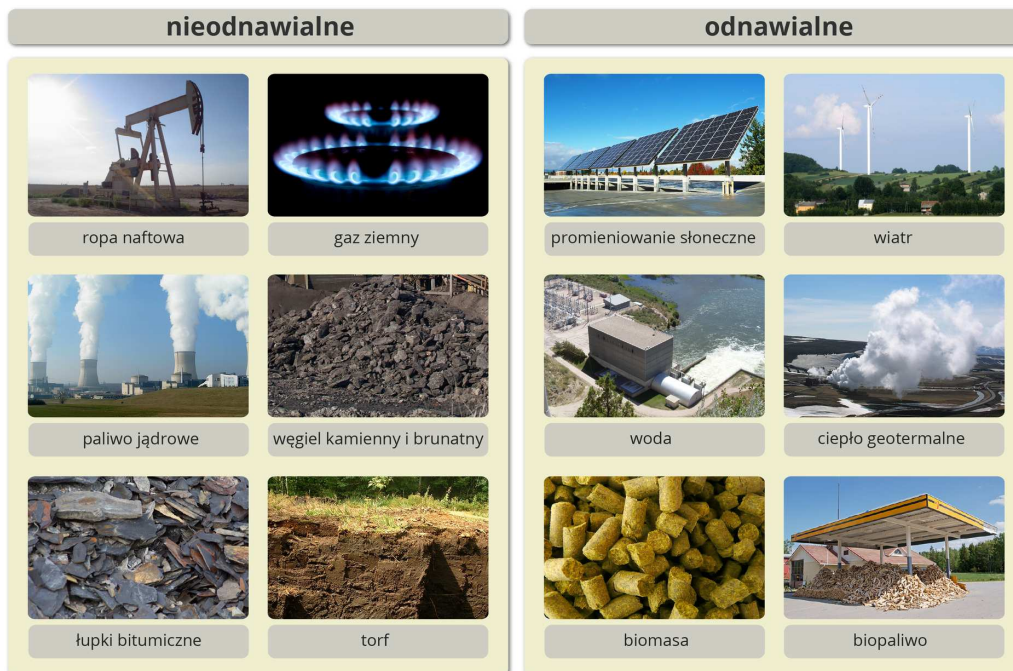 nieodnawialne
ropa naftowa
gaz ziemny
paliwo jądrowe
węgiel kamienny i brunatny
łupki bitumiczne
torf
odnawialne
promieniowanie słoneczne
wiatr
woda
ciepło geotermalne
biomasa
biopaliwo